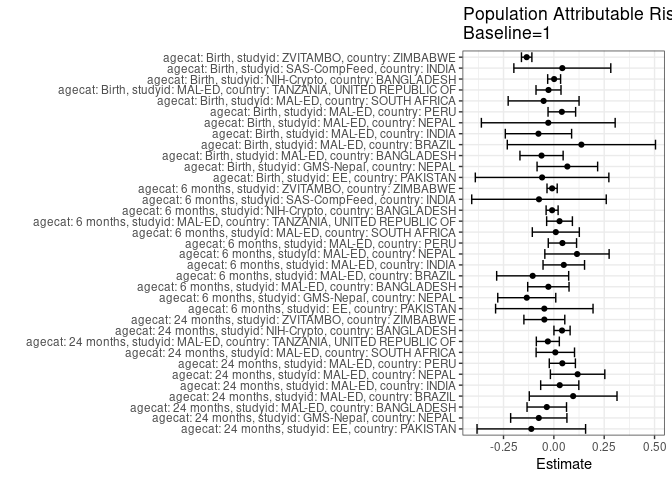 Population Attributable Ris
Baseline=1
agecat: Birth, studyid: ZVITAMBO, country: ZIMBABWE
agecat: Birth, studyid: SAS-CompFeed, country: INDIA
agecat: Birth, studyid: NIH-Crypto, country: BANGLADESH
agecat: Birth, studyid: MAL-ED, country: TANZANIA, UNITED REPUBLIC OF
agecat: Birth, studyid: MAL-ED, country: SOUTH AFRICA
agecat: Birth, studyid: MAL-ED, country: PERU
agecat: Birth, studyid: MAL-ED, country: NEPAL
agecat: Birth, studyid: MAL-ED, country: INDIA
agecat: Birth, studyid: MAL-ED, country: BRAZIL
agecat: Birth, studyid: MAL-ED, country: BANGLADESH
agecat: Birth, studyid: GMS-Nepal, country: NEPAL
agecat: Birth, studyid: EE, country: PAKISTAN
agecat: 6 months, studyid: ZVITAMBO, country: ZIMBABWE
agecat: 6 months, studyid: SAS-CompFeed, country: INDIA
agecat: 6 months, studyid: NIH-Crypto, country: BANGLADESH
agecat: 6 months, studyid: MAL-ED, country: TANZANIA, UNITED REPUBLIC OF
agecat: 6 months, studyid: MAL-ED, country: SOUTH AFRICA
agecat: 6 months, studyid: MAL-ED, country: PERU
agecat: 6 months, studyid: MAL-ED, country: NEPAL
agecat: 6 months, studyid: MAL-ED, country: INDIA
agecat: 6 months, studyid: MAL-ED, country: BRAZIL
agecat: 6 months, studyid: MAL-ED, country: BANGLADESH
agecat: 6 months, studyid: GMS-Nepal, country: NEPAL
agecat: 6 months, studyid: EE, country: PAKISTAN
agecat: 24 months, studyid: ZVITAMBO, country: ZIMBABWE
agecat: 24 months, studyid: NIH-Crypto, country: BANGLADESH
agecat: 24 months, studyid: MAL-ED, country: TANZANIA, UNITED REPUBLIC OF
agecat: 24 months, studyid: MAL-ED, country: SOUTH AFRICA
agecat: 24 months, studyid: MAL-ED, country: PERU
agecat: 24 months, studyid: MAL-ED, country: NEPAL
agecat: 24 months, studyid: MAL-ED, country: INDIA
agecat: 24 months, studyid: MAL-ED, country: BRAZIL
agecat: 24 months, studyid: MAL-ED, country: BANGLADESH
agecat: 24 months, studyid: GMS-Nepal, country: NEPAL
agecat: 24 months, studyid: EE, country: PAKISTAN
-0.25 0.00 0.25 0.50
Estimate